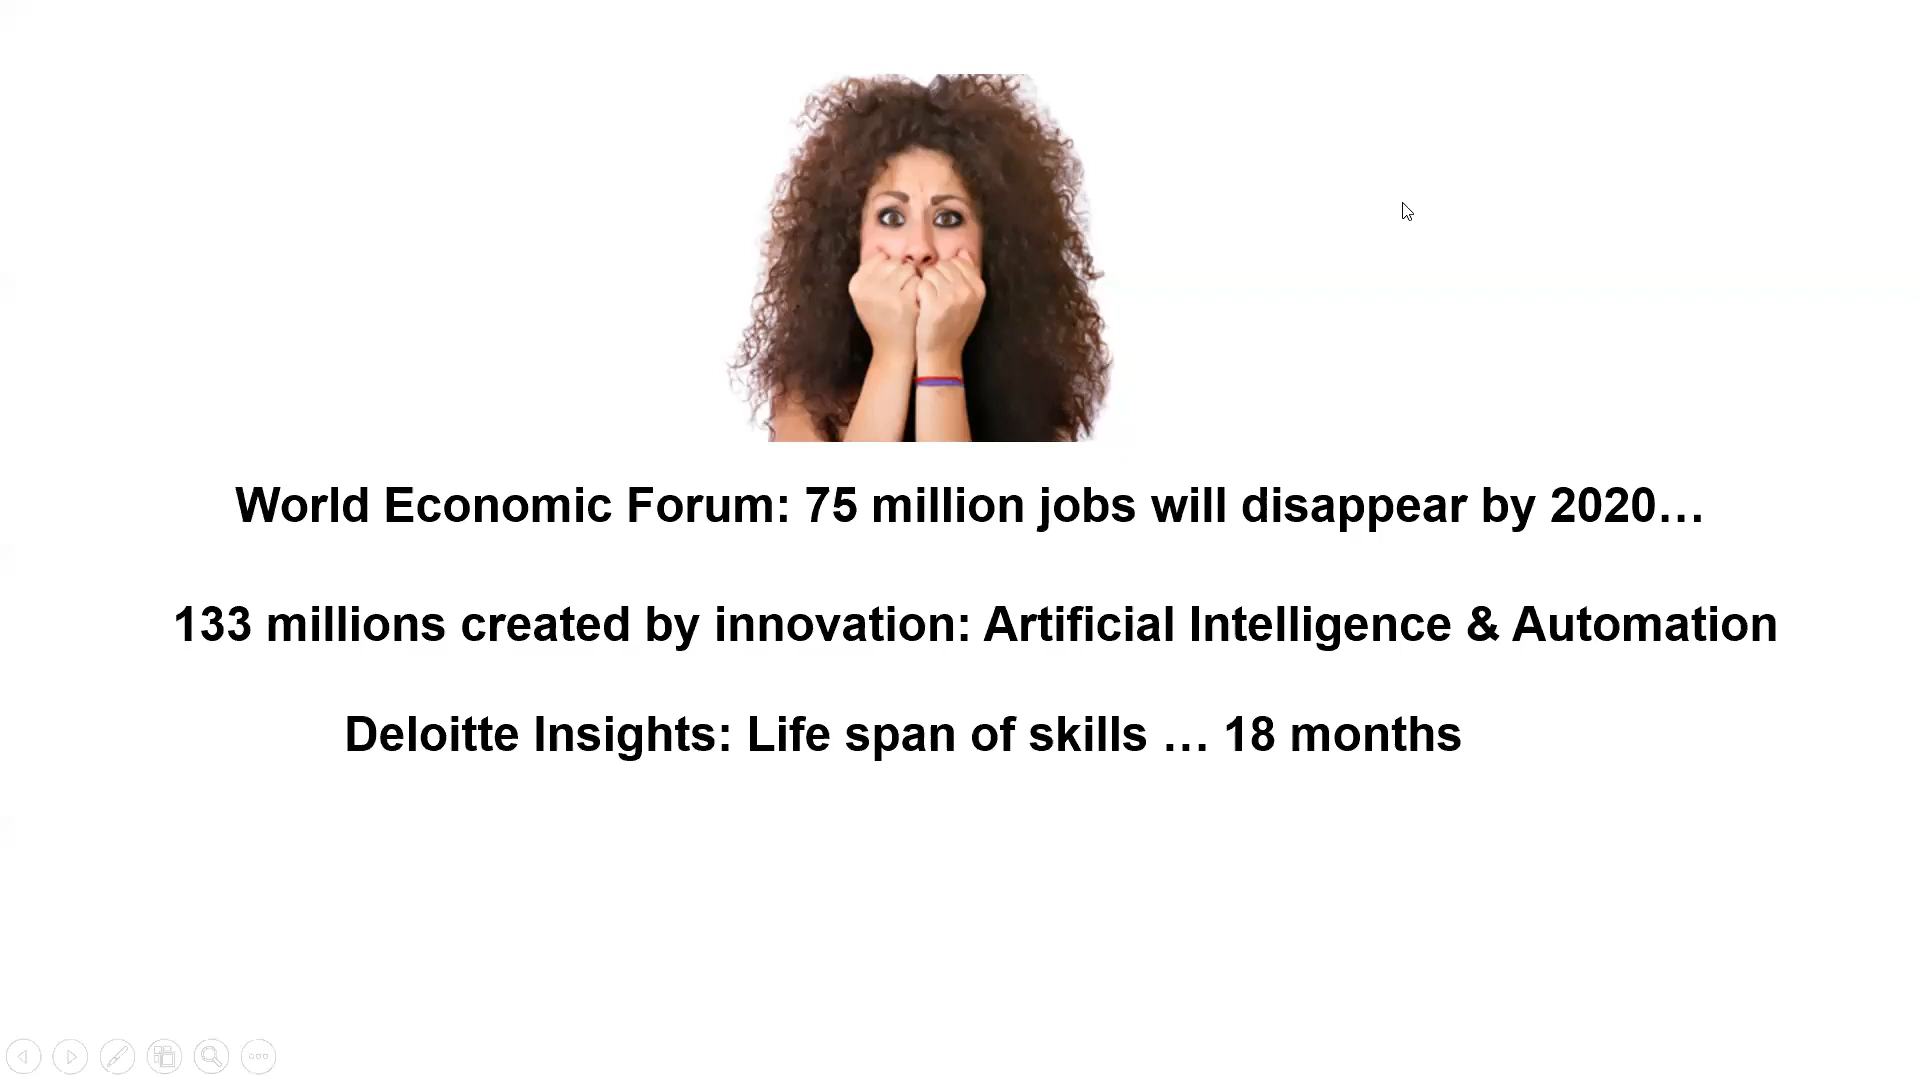 World Economic Forum: 75 million jobs will disappear by 2020…
133 millions created by innovation: Artificial Intelligence & Automation
Deloitte Insights: Life span of skills … 18 months